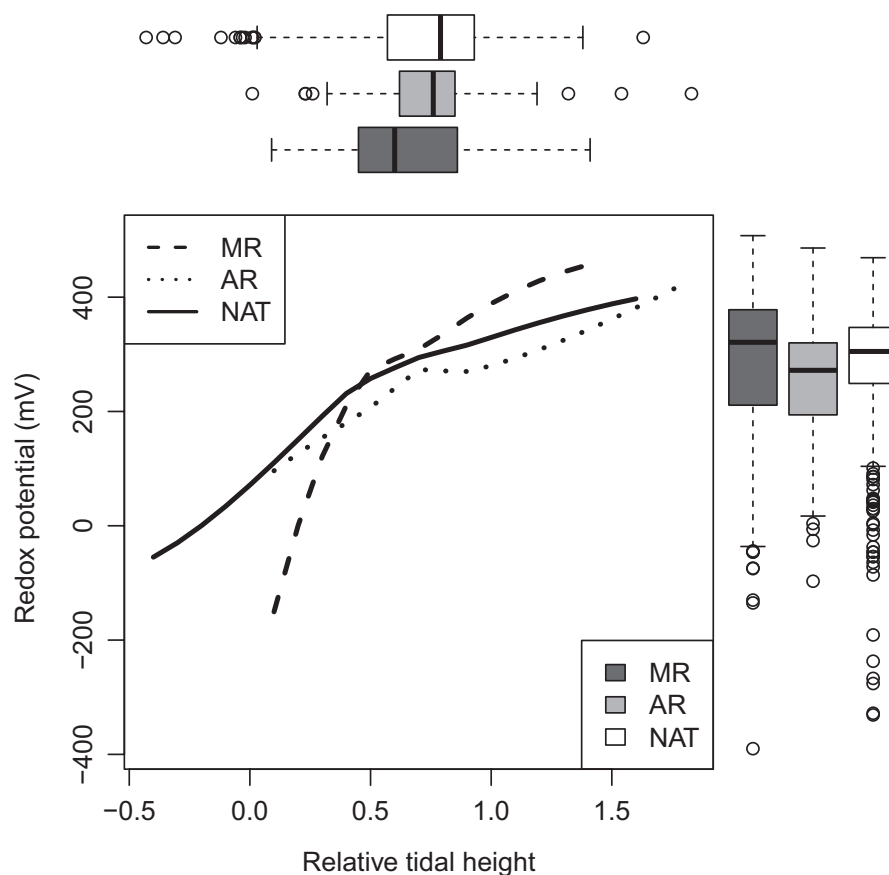 MR
AR
NAT
400
200
0
−200
−400
Redox potential (mV)
MR
AR
NAT
−0.5 0.0 0.5 1.0 1.5
Relative tidal height